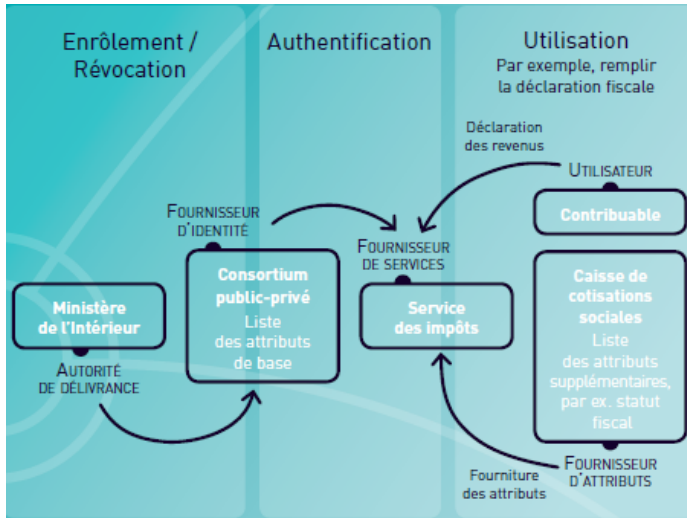 Enrôlement /
Révocation
Authentification
Utilisation
Par exemple, remplir
la déclaration fiscale
Déclaration
des revenus
UTILISATEUR
Contribuable
FOURNISSEUR
D'IDENTITÉ
Consortium
public-privé
Liste
des attributs
de base
FOURNISSEUR
DE SERVICES
Service
des impôts
Ministère
de l'Intérieur
AUTORITÉ
DE DÉLIVRANCE
Caisse de
cotisations
sociales
Liste
des attributs
supplémentaires,
par ex. statut
fiscal
Fourniture
des attributs
FOURNISSEUR
D'ATTRIBUTS